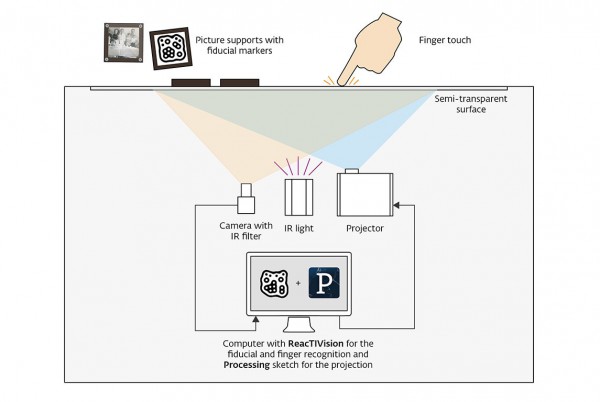 Picture supports with
fiducial markers
Finger touch
Semi-transparent
surface
Camera with
IR filter
IR light
Projector
+
P
Computer with ReacTIVision for the
fiducial and finger recognition and
Processing sketch for the projection